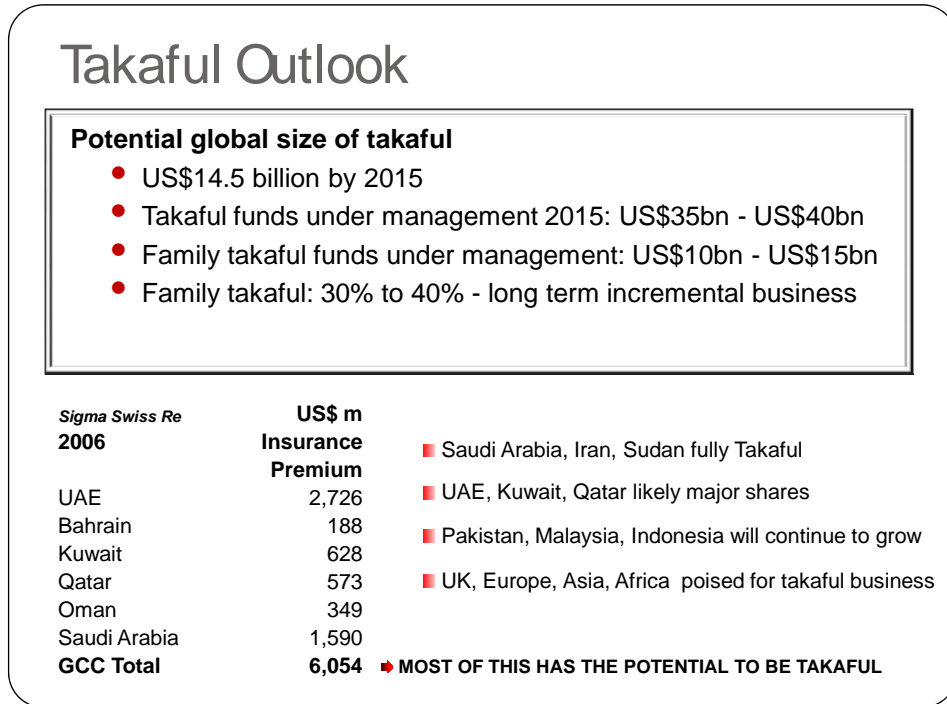 Takaful Outlook
Potential global size of takaful
US$14.5 billion by 2015
Takaful funds under management 2015: US$35bn - US$40bn
Family takaful funds under management: US$10bn - US$15bn
Family takaful: 30% to 40% - long term incremental business
Sigma Swiss Re US$ m
2006 Insurance
Premium
UAE 2,726
Bahrain 188
Kuwait 628
Qatar 573
Oman 349
Saudi Arabia 1,590
GCC Total 6,054 MOST OF THIS HAS THE POTENTIAL TO BE TAKAFUL
Saudi Arabia, Iran, Sudan fully Takaful
UAE, Kuwait, Qatar likely major shares
Pakistan, Malaysia, Indonesia will continue to grow
UK, Europe, Asia, Africa poised for takaful business